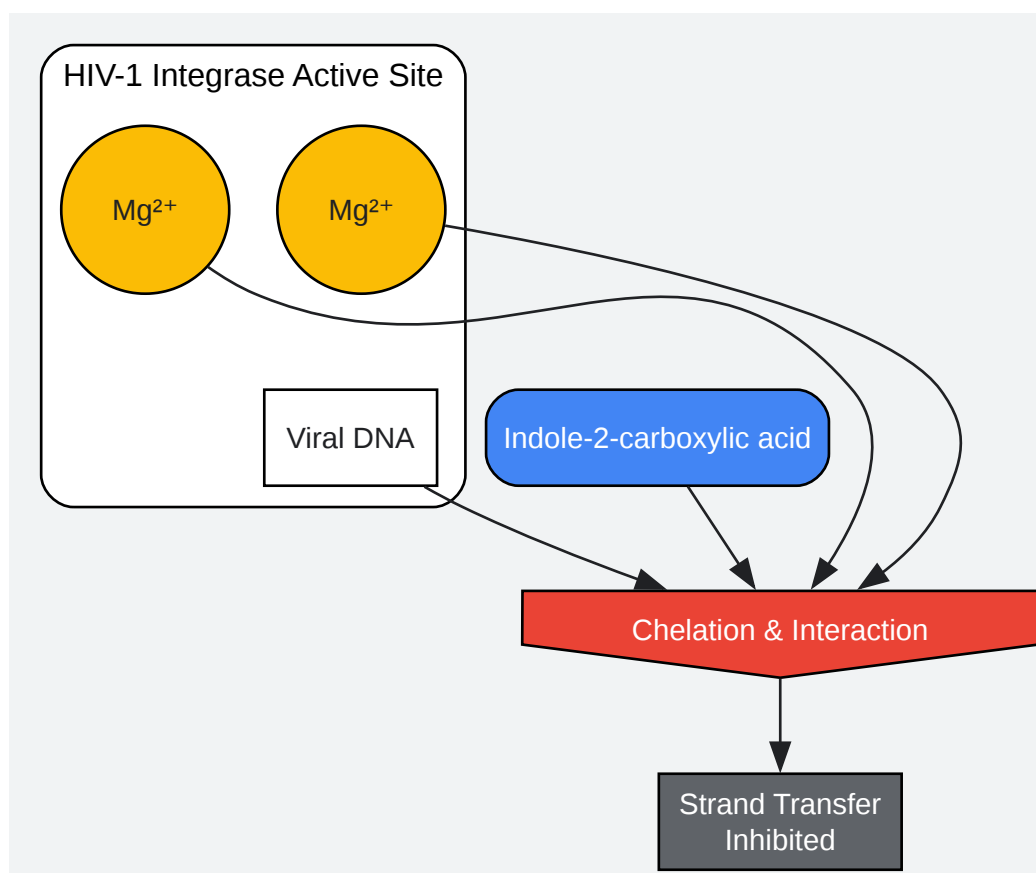 HIV-1 Integrase Active Site
Mg²⁺
Mg²⁺
Viral DNA
Indole-2-carboxylic acid
Chelation & Interaction
Strand Transfer
Inhibited